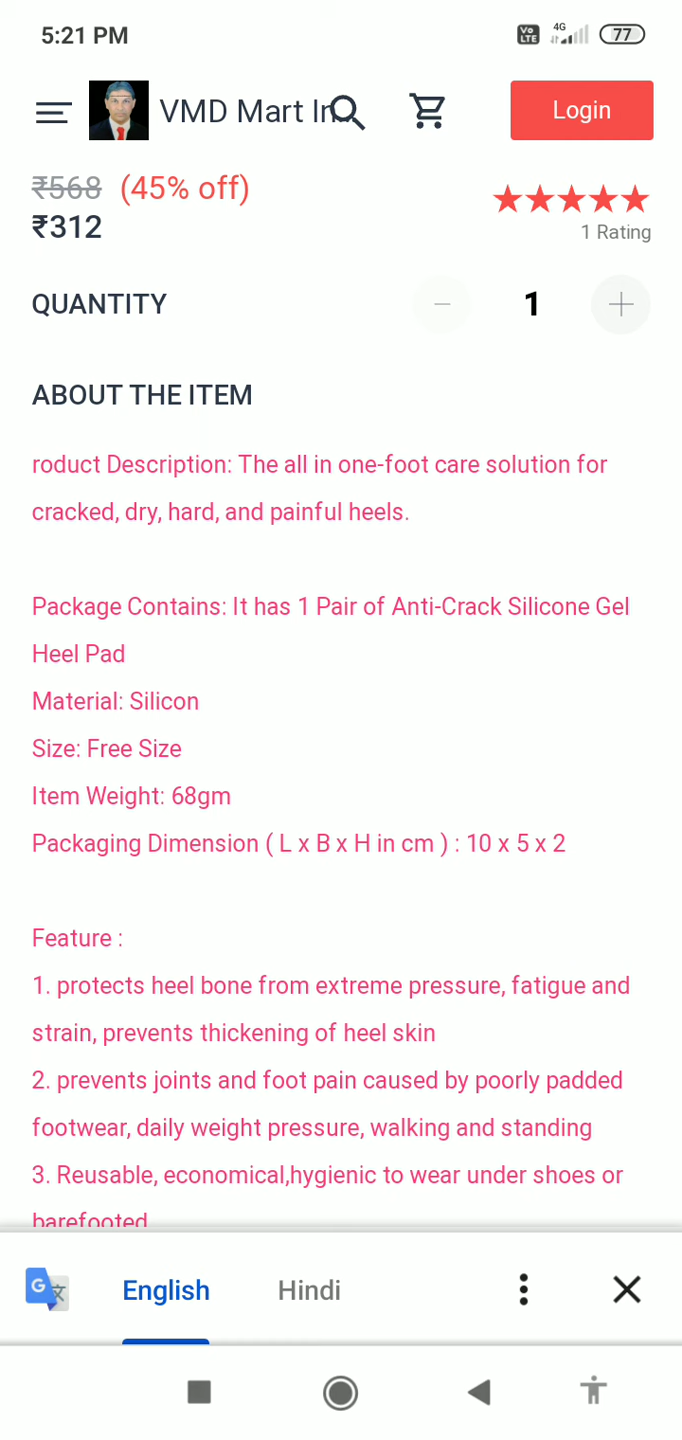 5:21 PM
Vo LTE 4G 77
VMD Mart In
Login
₹568 (45% off)
₹312
1 Rating
QUANTITY
1
ABOUT THE ITEM
roduct Description: The all in one-foot care solution for
cracked, dry, hard, and painful heels.
Package Contains: It has 1 Pair of Anti-Crack Silicone Gel
Heel Pad
Material: Silicon
Size: Free Size
Item Weight: 68gm
Packaging Dimension ( L x B x H in cm ) : 10 x 5 x 2
Feature :
1. protects heel bone from extreme pressure, fatigue and
strain, prevents thickening of heel skin
2. prevents joints and foot pain caused by poorly padded
footwear, daily weight pressure, walking and standing
3. Reusable, economical,hygienic to wear under shoes or
barefooted
G 文
English
Hindi